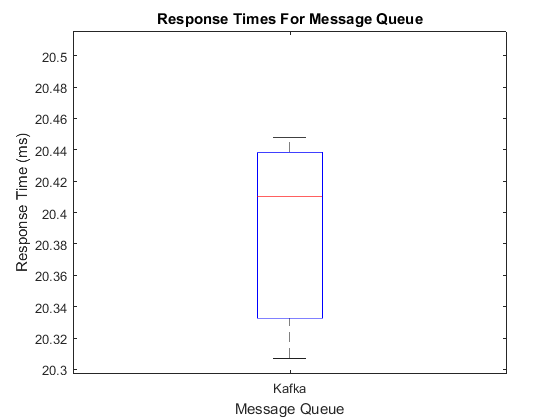 Response Times For Message Queue
Response Time (ms)
20.5
20.48
20.46
20.44
20.42
20.4
20.38
20.36
20.34
20.32
20.3
Kafka
Message Queue